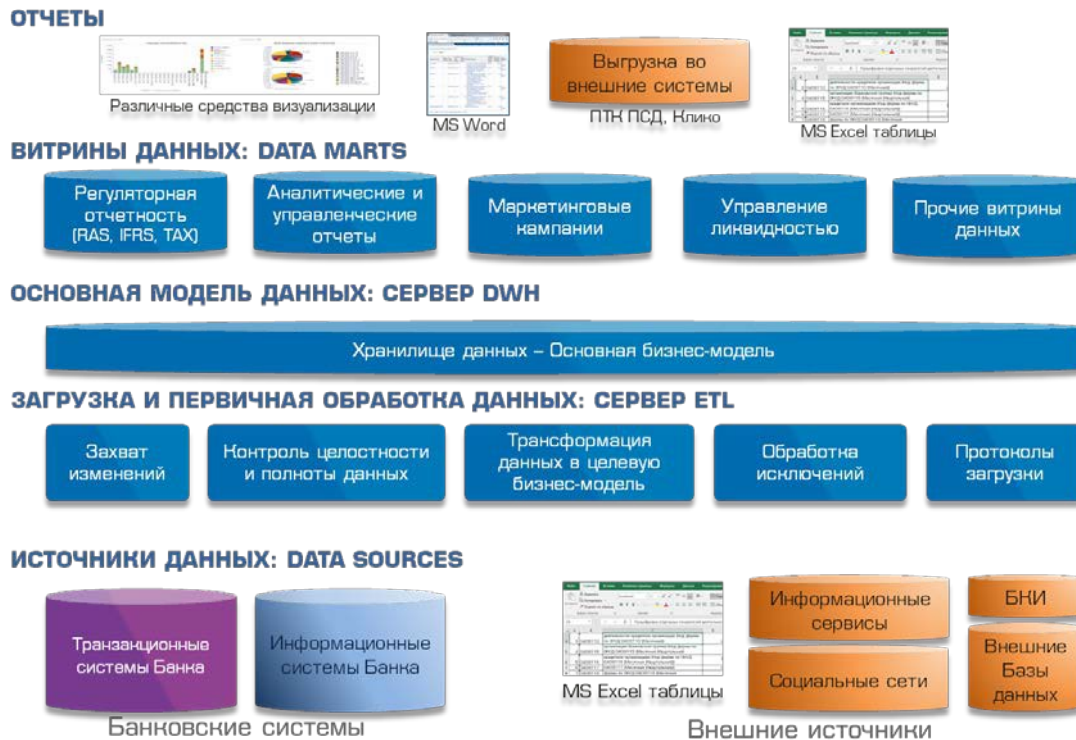 ОТЧЕТЫ
Различные средства визуализации
MS Word
Выгрузка во
внешние системы
ПТК ПСД, Клико
MS Excel таблицы
ВИТРИНЫ ДАННЫХ: DATA MARTS
Регуляторная
отчетность
(RAS, IFRS, TAX)
Аналитические и
управленческие
отчеты
Маркетинговые
кампании
Управление
ликвидностью
Прочие витрины
данных
ОСНОВНАЯ МОДЕЛЬ ДАННЫХ: СЕРВЕР DWH
Хранилище данных – Основная бизнес-модель
ЗАГРУЗКА И ПЕРВИЧНАЯ ОБРАБОТКА ДАННЫХ: СЕРВЕР ETL
Захват
изменений
Контроль целостности
и полноты данных
Трансформация
данных в целевую
бизнес-модель
Обработка
исключений
Протоколы
загрузки
ИСТОЧНИКИ ДАННЫХ: DATA SOURCES
Транзакционные
системы Банка
Информационные
системы Банка
Банковские системы
MS Excel таблицы
Информационные
сервисы
Социальные сети
БКИ
Внешние
Базы
данных
Внешние источники